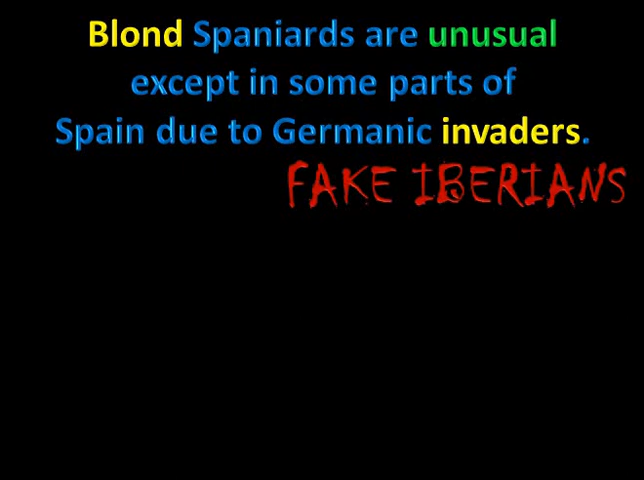 Blond Spaniards are unusual
except in some parts of
Spain due to Germanic invaders.
FAKE IBERIANS